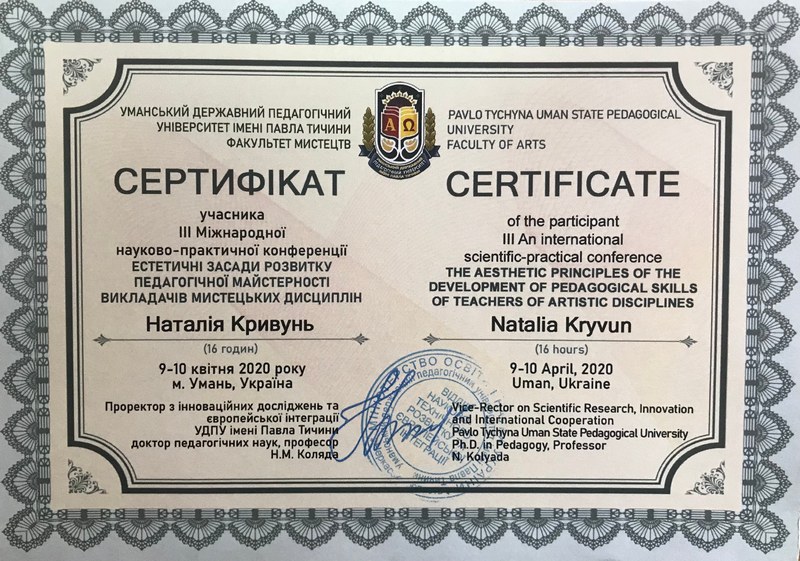 УМАНСЬКИЙ ДЕРЖАВНИЙ ПЕДАГОГІЧНИЙ
УНІВЕРСИТЕТ ІМЕНІ ПАВЛА ТИЧИНИ
ФАКУЛЬТЕТ МИСТЕЦТВ
СЕРТИФІКАТ
учасника
ІІІ Міжнародної
науково-практичної конференції
ЕСТЕТИЧНІ ЗАСАДИ РОЗВИТКУ
ПЕДАГОГІЧНОЇ МАЙСТЕРНОСТІ
ВИКЛАДАЧІВ МИСТЕЦЬКИХ ДИСЦИПЛІН
Наталія Кривунь
(16 годин)
9-10 квітня 2020 року
м. Умань, Україна
Проректор з інноваційних досліджень та
європейської інтеграції
УДПУ імені Павла Тичини
доктор педагогічних наук, професор
Н.М. Коляда
Α Ω
PAVLO TYCHYNA UMAN STATE PEDAGOGICAL
UNIVERSITY
FACULTY OF ARTS
CERTIFICATE
of the participant
III An international
scientific-practical conference
THE AESTHETIC PRINCIPLES OF THE
DEVELOPMENT OF PEDAGOGICAL SKILLS
OF TEACHERS OF ARTISTIC DISCIPLINES
Natalia Kryvun
(16 hours)
9-10 April, 2020
Uman, Ukraine
Vice-Rector on Scientific Research, Innovation
and International Cooperation
Pavlo Tychyna Uman State Pedagogical University
Ph.D. in Pedagogy, Professor
N. Kolyada